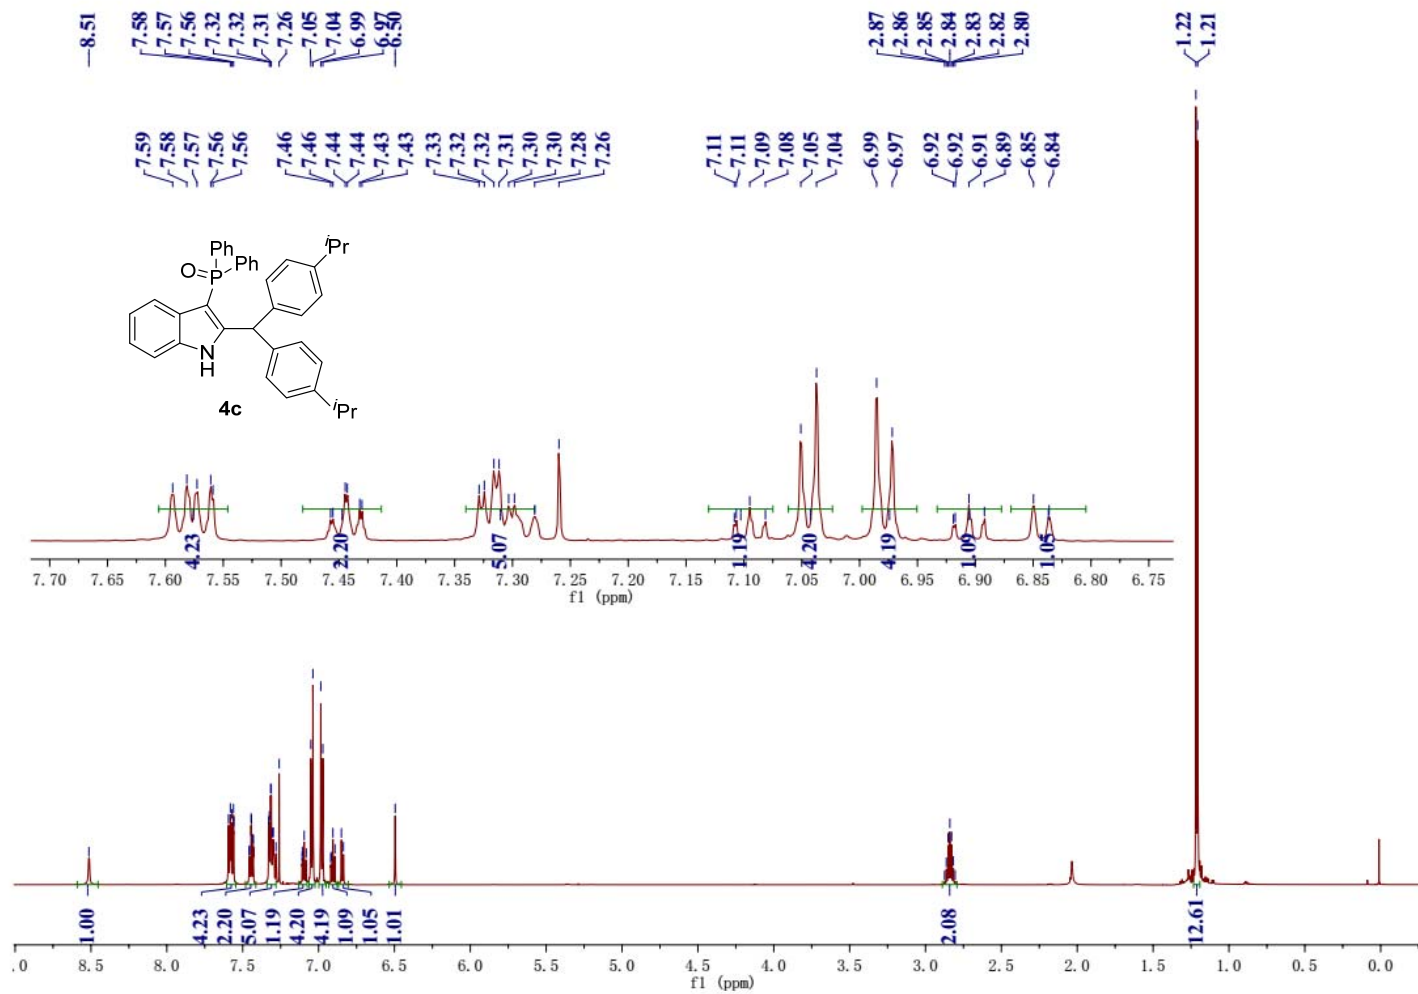 8.51 7.58 7.57 7.56 7.32 7.32 7.31 7.26 7.05 7.04 6.99 6.97 6.50 2.87 2.86 2.85 2.84 2.83 2.82 2.80 1.22 1.21
7.59 7.58 7.57 7.56 7.56 7.46 7.46 7.44 7.44 7.43 7.43 7.33 7.32 7.32 7.31 7.30 7.30 7.28 7.26 7.11 7.11 7.09 7.08 7.05 7.04 6.99 6.97 6.92 6.92 6.91 6.89 6.85 6.84
Ph
iPr
O P Ph
N
H
iPr
4c
4.23 2.20 5.07 1.19 4.20 4.19 1.09 1.05
7.70 7.65 7.60 7.55 7.50 7.45 7.40 7.35 7.30 7.25 7.20 7.15 7.10 7.05 7.00 6.95 6.90 6.85 6.80 6.75
f1 (ppm)
1.00 4.23 2.20 5.07 1.19 4.20 4.19 1.09 1.05 1.01 2.08 12.61
.0 8.5 8.0 7.5 7.0 6.5 6.0 5.5 5.0 4.5 4.0 3.5 3.0 2.5 2.0 1.5 1.0 0.5 0.0
f1 (ppm)